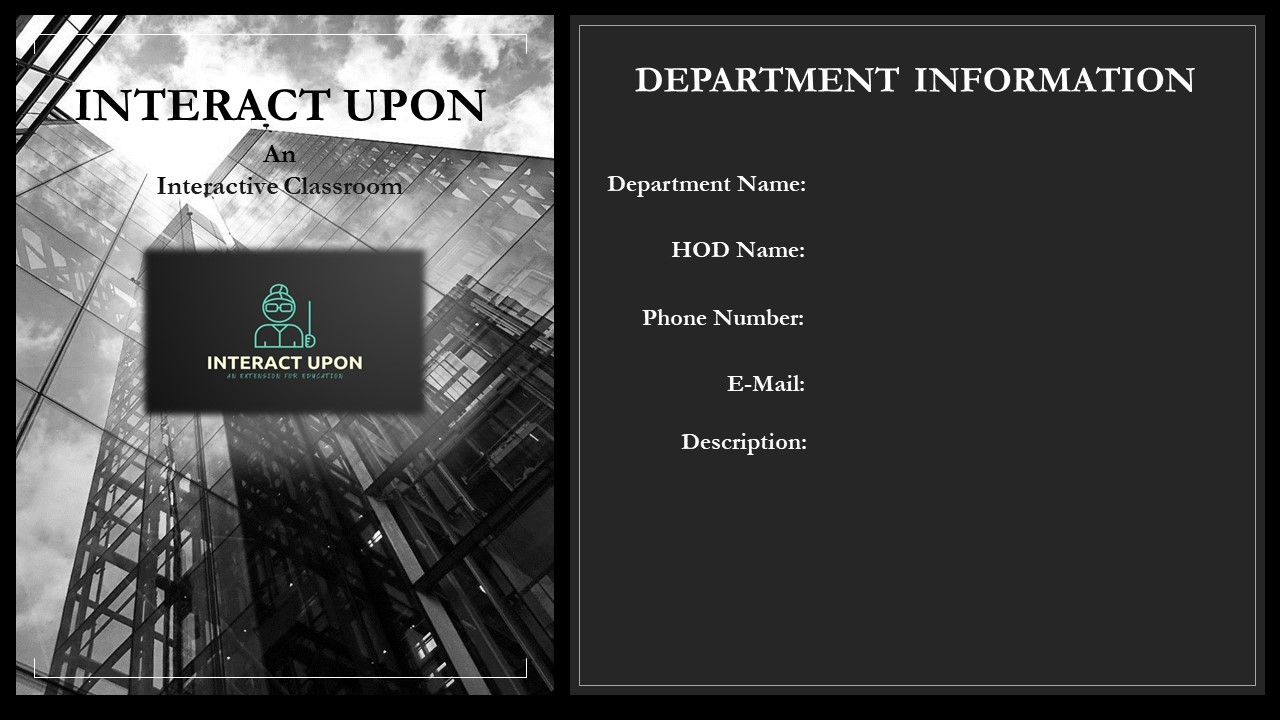 INTERACT UPON
An
Interactive Classroom
INTERACT UPON
AN EXTENSION FOR EDUCATION
DEPARTMENT INFORMATION
Department Name:
HOD Name:
Phone Number:
E-Mail:
Description: